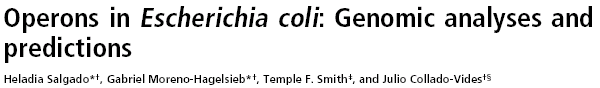 Operons in Escherichia coli: Genomic analyses and
predictions
Heladia Salgado*†, Gabriel Moreno-Hagelsieb*†, Temple F. Smith‡, and Julio Collado-Vides†§